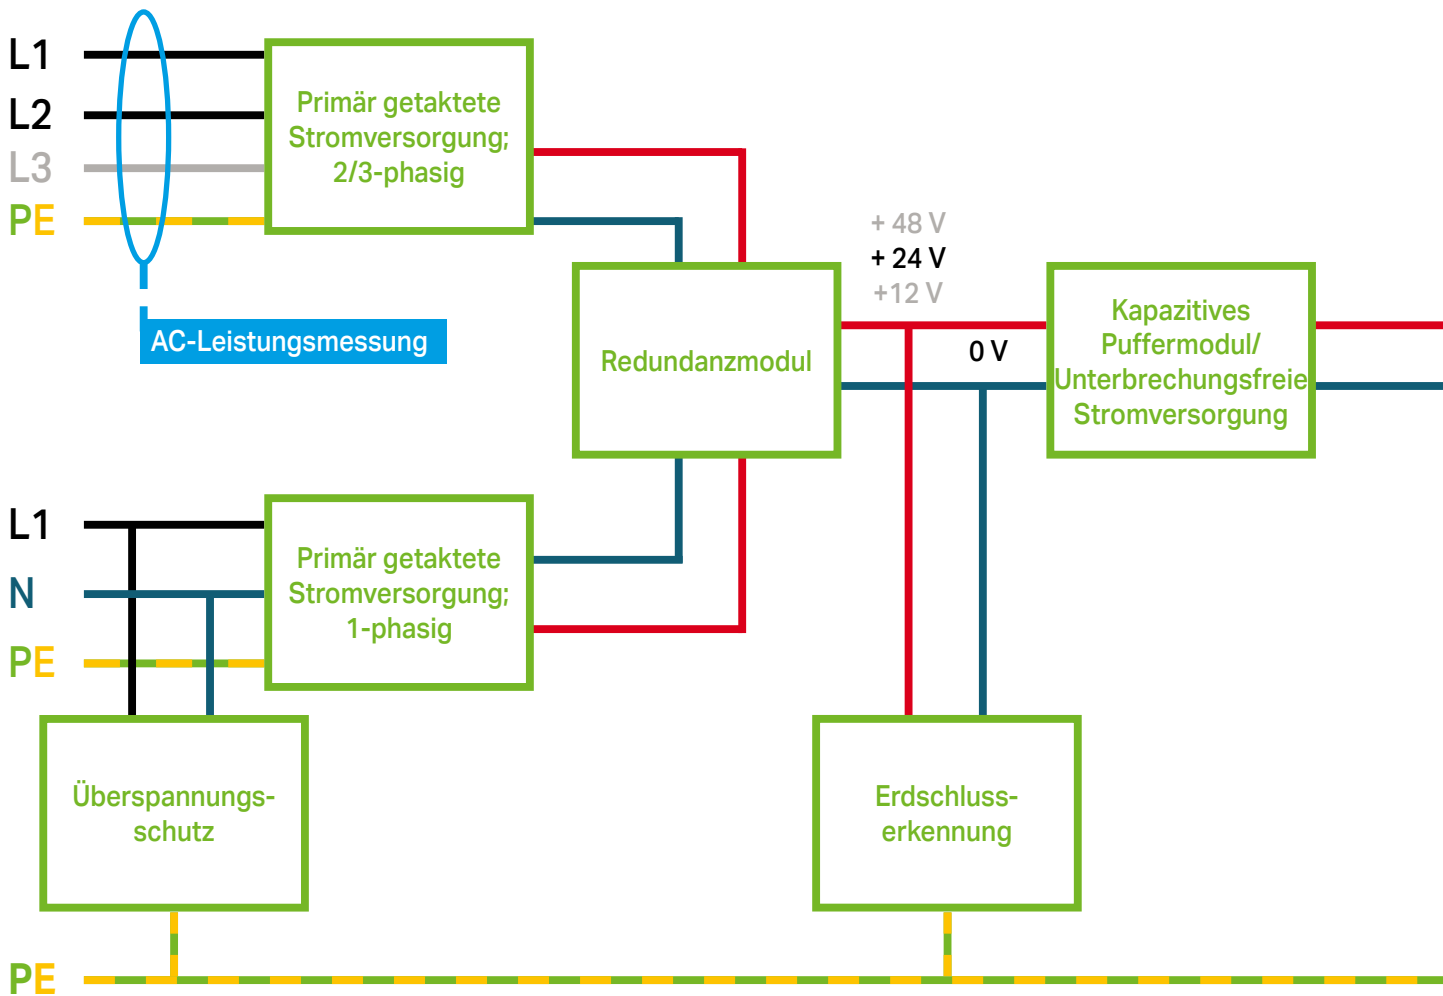 L1
L2
L3
PE
Primär getaktete
Stromversorgung;
2/3-phasig
AC-Leistungsmessung
Redundanzmodul
+ 48 V
+ 24 V
+12 V
0 V
Kapazitives
Puffermodul/
Unterbrechungsfreie
Stromversorgung
L1
N
PE
Primär getaktete
Stromversorgung;
1-phasig
Überspannungs-
schutz
Erdschluss-
erkennung
PE